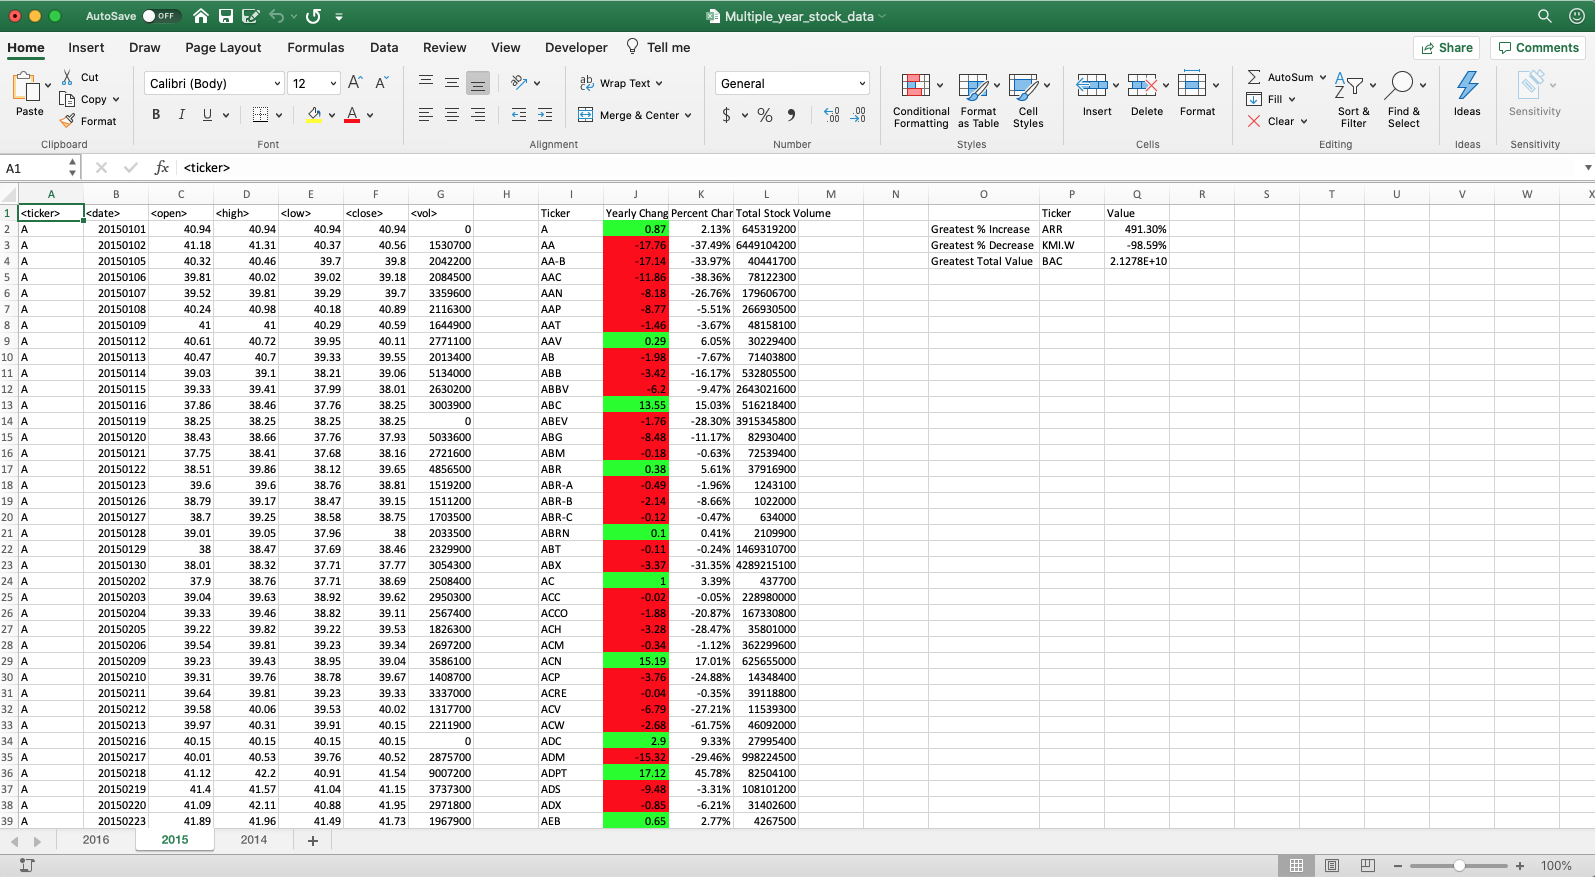 AutoSave OFF Multiple_year_stock_data
Home Insert Draw Page Layout Formulas Data Review View Developer Tell me Share Comments
Paste Cut Copy Format Calibri (Body) 12 Wrap Text General Conditional Formatting Format as Table Cell Styles Insert Delete Format AutoSum Fill Clear Sort & Filter Find & Select Ideas Sensitivity
B I U A Merge & Center $ % 9
Clipboard Font Alignment Number Styles Cells Editing Ideas Sensitivity
A1 fx <ticker>
A B C D E F G H I J K L M N O P Q R S T U V W X
1 <ticker> <date> <open> <high> <low> <close> <vol> Ticker Yearly Chang Percent Char Total Stock Volume Ticker Value
2 A 20150101 40.94 40.94 40.94 40.94 0 A 0.87 2.13% 645319200 Greatest % Increase ARR 491.30%
3 A 20150102 41.18 41.31 40.37 40.56 1530700 AA -17.76 -37.49% 6449104200 Greatest % Decrease KMI.W -98.59%
4 A 20150105 40.32 40.46 39.7 39.8 2042200 AA-B -17.14 -33.97% 40441700 Greatest Total Value BAC 2.1278E+10
5 A 20150106 39.81 40.02 39.02 39.18 2084500 AAC -11.86 -38.36% 78122300
6 A 20150107 39.52 39.81 39.29 39.7 3359600 AAN -8.18 -26.76% 179606700
7 A 20150108 40.24 40.98 40.18 40.89 2116300 AAP -8.77 -5.51% 266930500
8 A 20150109 41 41 40.29 40.59 1644900 AAT -1.46 -3.67% 48158100
9 A 20150112 40.61 40.72 39.95 40.11 2771100 AAV 0.29 6.05% 30229400
10 A 20150113 40.47 40.7 39.33 39.55 2013400 AB -1.98 -7.67% 71403800
11 A 20150114 39.03 39.1 38.21 39.06 5134000 ABB -3.42 -16.17% 532805500
12 A 20150115 39.33 39.41 37.99 38.01 2630200 ABBV -6.2 -9.47% 2643021600
13 A 20150116 37.86 38.46 37.76 38.25 3003900 ABC 13.55 15.03% 516218400
14 A 20150119 38.25 38.25 38.25 38.25 0 ABEV -1.76 -28.30% 3915345800
15 A 20150120 38.43 38.66 37.76 37.93 5033600 ABG -8.48 -11.17% 82930400
16 A 20150121 37.75 38.41 37.68 38.16 2721600 ABM -0.18 -0.63% 72539400
17 A 20150122 38.51 39.86 38.12 39.65 4856500 ABR 0.38 5.61% 37916900
18 A 20150123 39.6 39.6 38.76 38.81 1519200 ABR-A -0.49 -1.96% 1243100
19 A 20150126 38.79 39.17 38.47 39.15 1511200 ABR-B -2.14 -8.66% 1022000
20 A 20150127 38.7 39.25 38.58 38.75 1703500 ABR-C -0.12 -0.47% 634000
21 A 20150128 39.01 39.05 37.96 38 2033500 ABRN 0.1 0.41% 2109900
22 A 20150129 38 38.47 37.69 38.46 2329900 ABT -0.11 -0.24% 1469310700
23 A 20150130 38.01 38.32 37.71 37.77 3054300 ABX -3.37 -31.35% 4289215100
24 A 20150202 37.9 38.76 37.71 38.69 2508400 AC 1 3.39% 437700
25 A 20150203 39.04 39.63 38.92 39.62 2950300 ACC -0.02 -0.05% 228980000
26 A 20150204 39.33 39.46 38.82 39.11 2567400 ACCO -1.88 -20.87% 167330800
27 A 20150205 39.22 39.82 39.22 39.53 1826300 ACH -3.28 -28.47% 35801000
28 A 20150206 39.54 39.81 39.23 39.34 2697200 ACM -0.34 -1.12% 362299600
29 A 20150209 39.23 39.43 38.95 39.04 3586100 ACN 15.19 17.01% 625655000
30 A 20150210 39.31 39.76 38.78 39.67 1408700 ACP -3.76 -24.88% 14348400
31 A 20150211 39.64 39.81 39.23 39.33 3337000 ACRE -0.04 -0.35% 39118800
32 A 20150212 39.58 40.06 39.53 40.02 1317700 ACV -6.79 -27.21% 11539300
33 A 20150213 39.97 40.31 39.91 40.15 2211900 ACW -2.68 -61.75% 46092000
34 A 20150216 40.15 40.15 40.15 40.15 0 ADC 2.9 9.33% 27995400
35 A 20150217 40.01 40.53 39.76 40.52 2875700 ADM -15.32 -29.46% 998224500
36 A 20150218 41.12 42.2 40.91 41.54 9007200 ADPT 17.12 45.78% 82504100
37 A 20150219 41.4 41.57 41.04 41.15 3737300 ADS -9.48 -3.31% 108101200
38 A 20150220 41.09 42.11 40.88 41.95 2971800 ADX -0.85 -6.21% 31402600
39 A 20150223 41.89 41.96 41.49 41.73 1967900 AEB 0.65 2.77% 4267500
2016 2015 2014 +
100%